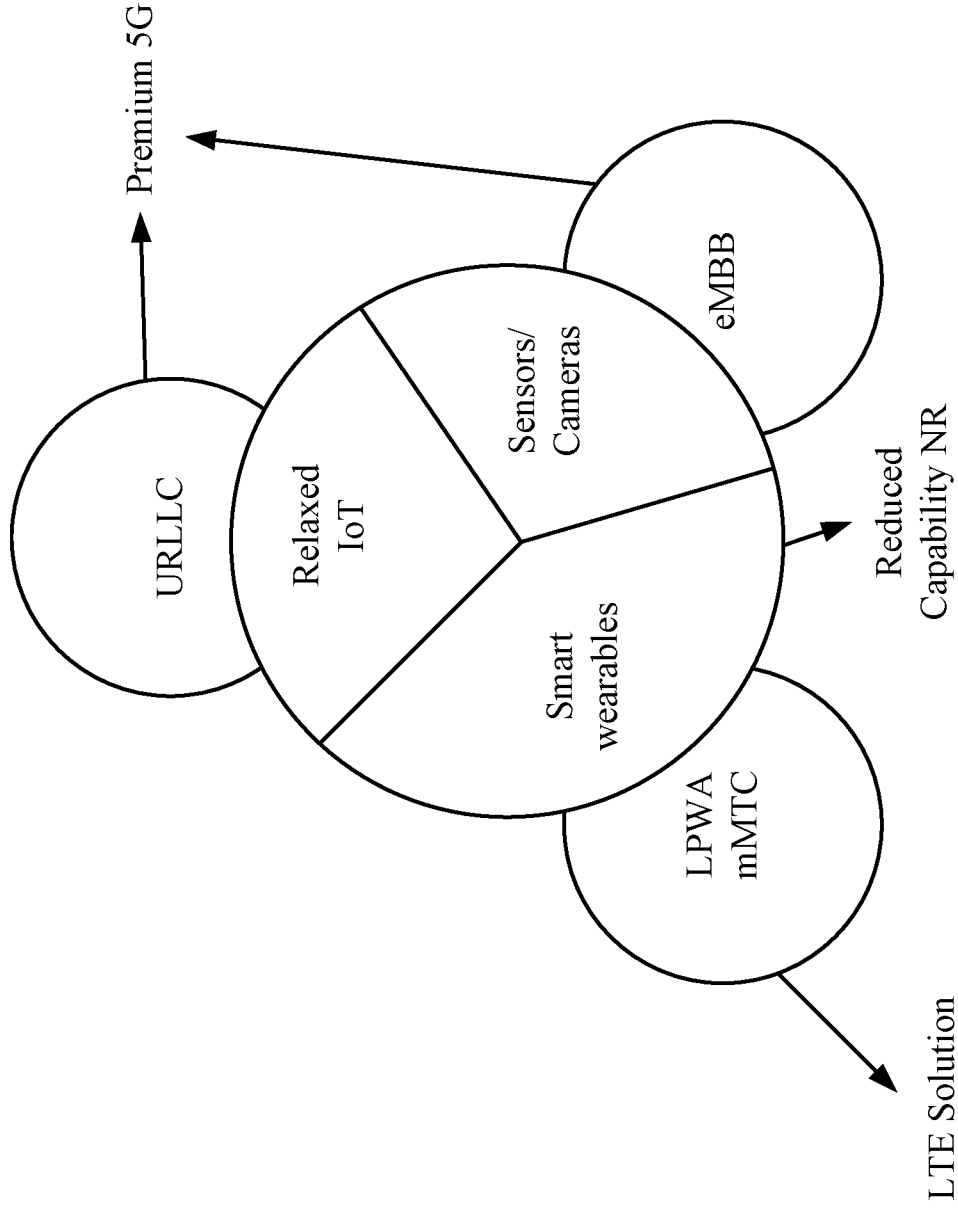 Premium 5G
URLLC
Relaxed
IoT
Sensors/
Cameras
eMBB
Smart
wearables
LPWA
mMTC
Reduced
Capability NR
LTE Solution